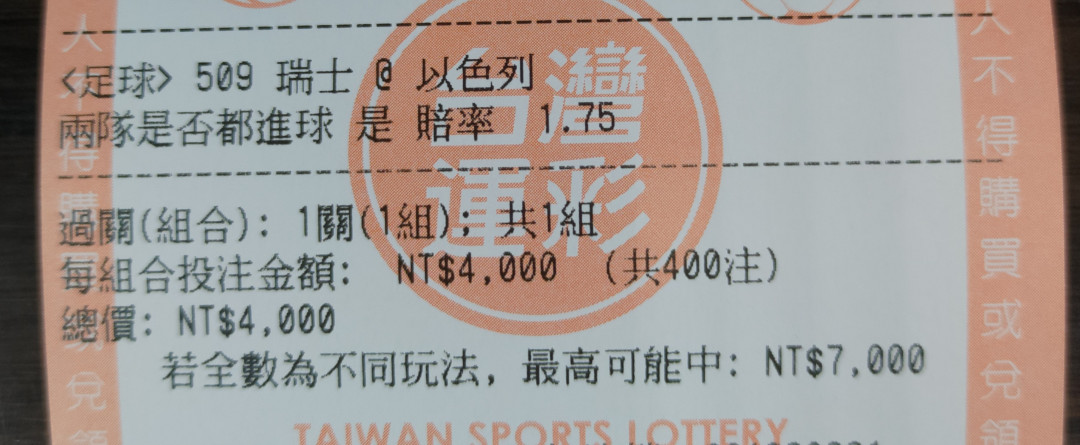 <足球> 509 瑞士 @ 以色列
兩隊是否都進球 是 賠率 1.75
過關(組合): 1關(1組); 共1組
每組合投注金額: NT$4,000 (共400注)
總價: NT$4,000
若全數為不同玩法, 最高可能中: NT$7,000
TAIWAN SPORTS LOTTERY
台灣運彩
人不得購買或兌領